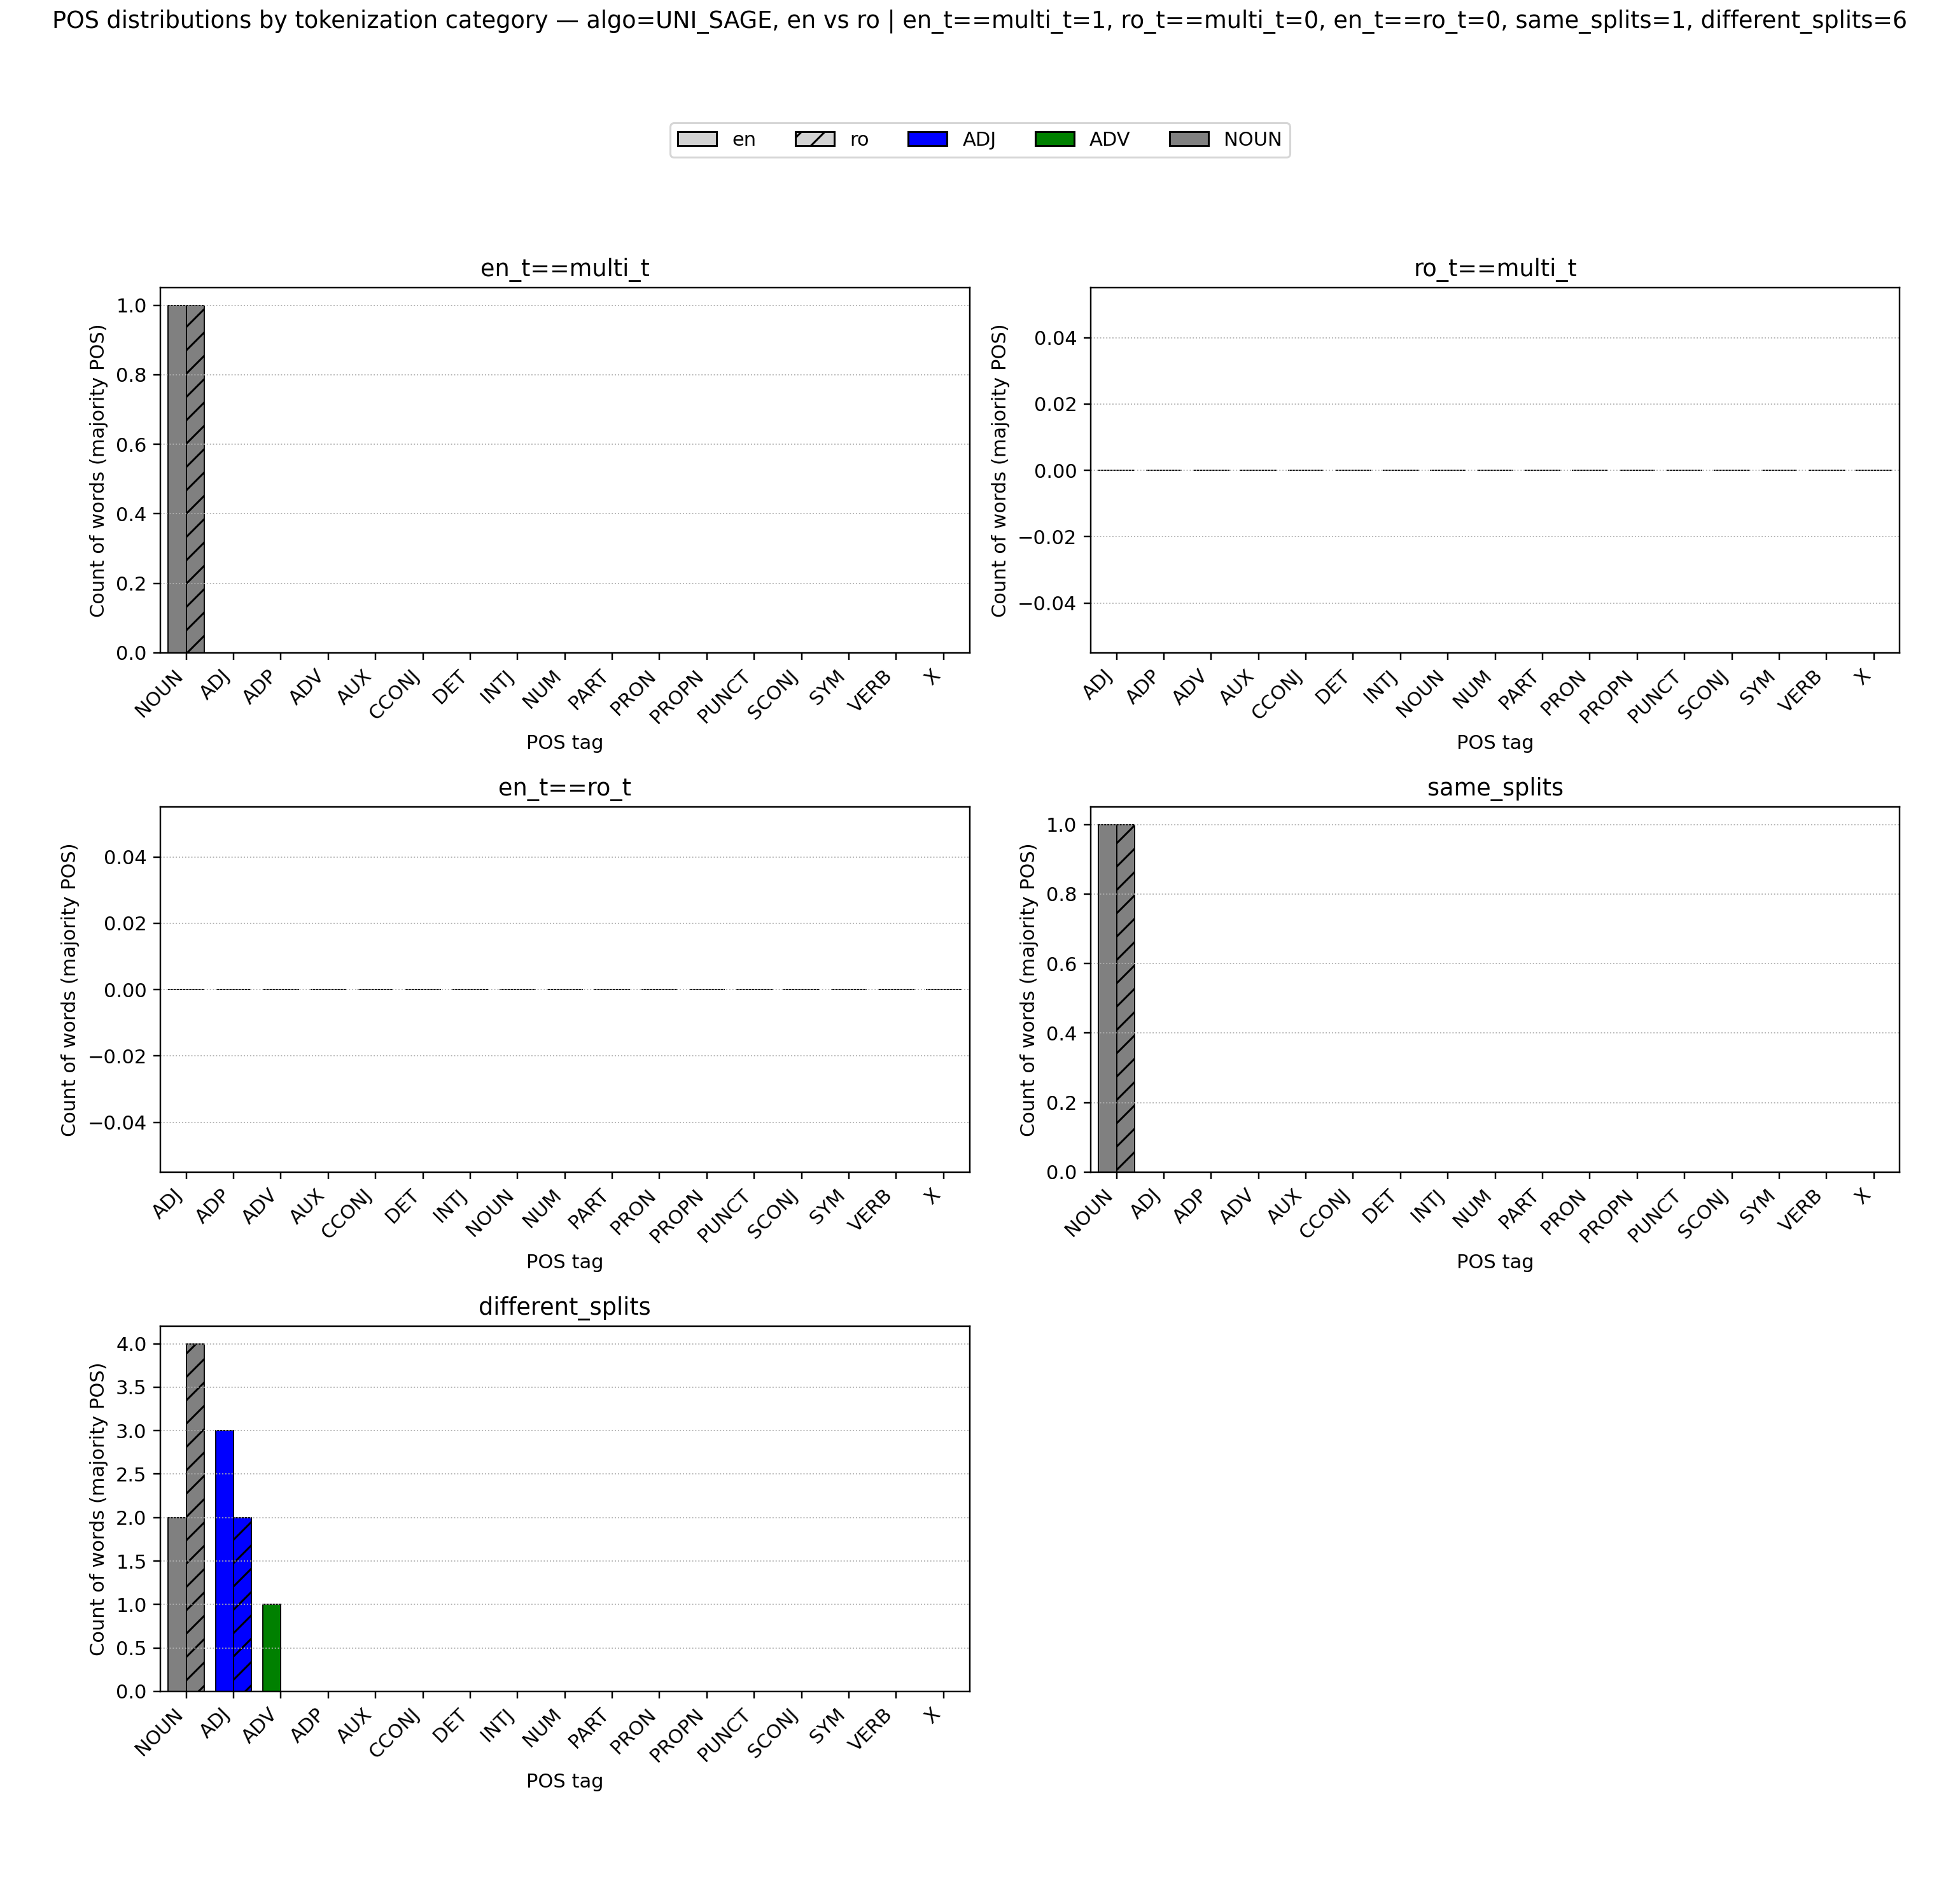 POS distributions by tokenization category — algo=UNI_SAGE, en vs ro | en_t==multi_t=1, ro_t==multi_t=0, en_t==ro_t=0, same_splits=1, different_splits=6
en ro ADJ ADV NOUN
en_t==multi_t
Count of words (majority POS)
1.0
0.8
0.6
0.4
0.2
0.0
NOUN ADJ ADP ADV AUX CCONJ DET INTJ NUM PART PRON PROPN PUNCT SCONJ SYM VERB X
POS tag
ro_t==multi_t
Count of words (majority POS)
0.04
0.02
0.00
−0.02
−0.04
ADJ ADP ADV AUX CCONJ DET INTJ NOUN NUM PART PRON PROPN PUNCT SCONJ SYM VERB X
POS tag
en_t==ro_t
Count of words (majority POS)
0.04
0.02
0.00
−0.02
−0.04
ADJ ADP ADV AUX CCONJ DET INTJ NOUN NUM PART PRON PROPN PUNCT SCONJ SYM VERB X
POS tag
same_splits
Count of words (majority POS)
1.0
0.8
0.6
0.4
0.2
0.0
NOUN ADJ ADP ADV AUX CCONJ DET INTJ NUM PART PRON PROPN PUNCT SCONJ SYM VERB X
POS tag
different_splits
Count of words (majority POS)
4.0
3.5
3.0
2.5
2.0
1.5
1.0
0.5
0.0
NOUN ADJ ADV ADP AUX CCONJ DET INTJ NUM PART PRON PROPN PUNCT SCONJ SYM VERB X
POS tag